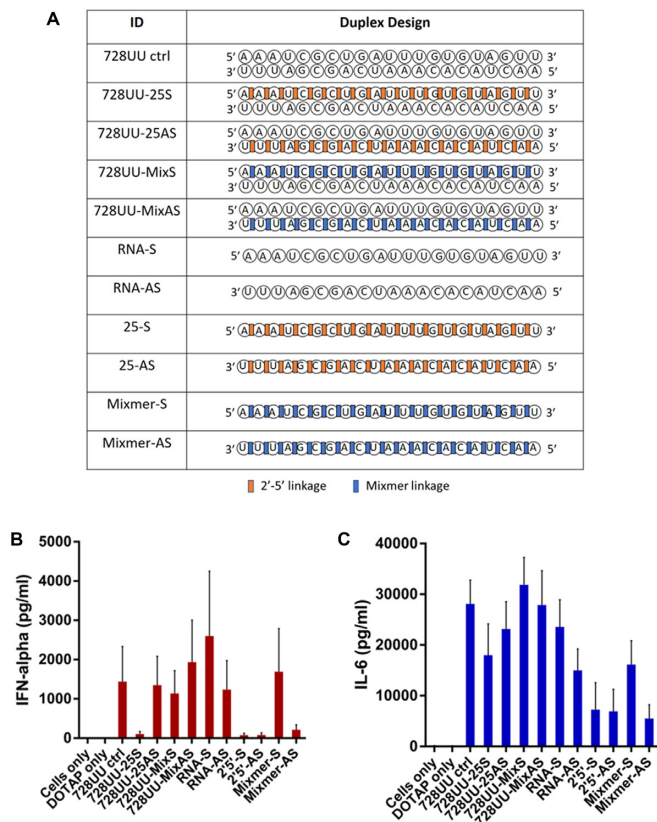 A
ID Duplex Design
728UU ctrl
5′ AAAUCGCUGAUUUGUGUAGUU 3′
3′ UUUAGCGACUAAACACAUCAA 5′
728UU-25S
5′ AAAUCGCUGAUUUGUGUAGUU 3′
3′ UUUAGCGACUAAACACAUCAA 5′
728UU-25AS
5′ AAAUCGCUGAUUUGUGUAGUU 3′
3′ UUUAGCGACUAAACACAUCAA 5′
728UU-MixS
5′ AAAUCGCUGAUUUGUGUAGUU 3′
3′ UUUAGCGACUAAACACAUCAA 5′
728UU-MixAS
5′ AAAUCGCUGAUUUGUGUAGUU 3′
3′ UUUAGCGACUAAACACAUCAA 5′
RNA-S
5′ AAAUCGCUGAUUUGUGUAGUU 3′
RNA-AS
3′ UUUAGCGACUAAACACAUCAA 5′
25-S
5′ AAAUCGCUGAUUUGUGUAGUU 3′
25-AS
3′ UUUAGCGACUAAACACAUCAA 5′
Mixmer-S
5′ AAAUCGCUGAUUUGUGUAGUU 3′
Mixmer-AS
3′ UUUAGCGACUAAACACAUCAA 5′
2′-5′ linkage Mixmer linkage
B
IFN-alpha (pg/ml)
5000
4000
3000
2000
1000
0
Cells only
DOTAP only
728UU ctrl
728UU-25S
728UU-25AS
728UU-MixS
728UU-MixAS
RNA-S
RNA-AS
2'5'-S
2'5'-AS
Mixmer-S
Mixmer-AS
C
IL-6 (pg/ml)
40000
30000
20000
10000
0
Cells only
DOTAP only
728UU ctrl
728UU-25S
728UU-25AS
728UU-MixS
728UU-MixAS
RNA-S
RNA-AS
2'5'-S
2'5'-AS
Mixmer-S
Mixmer-AS